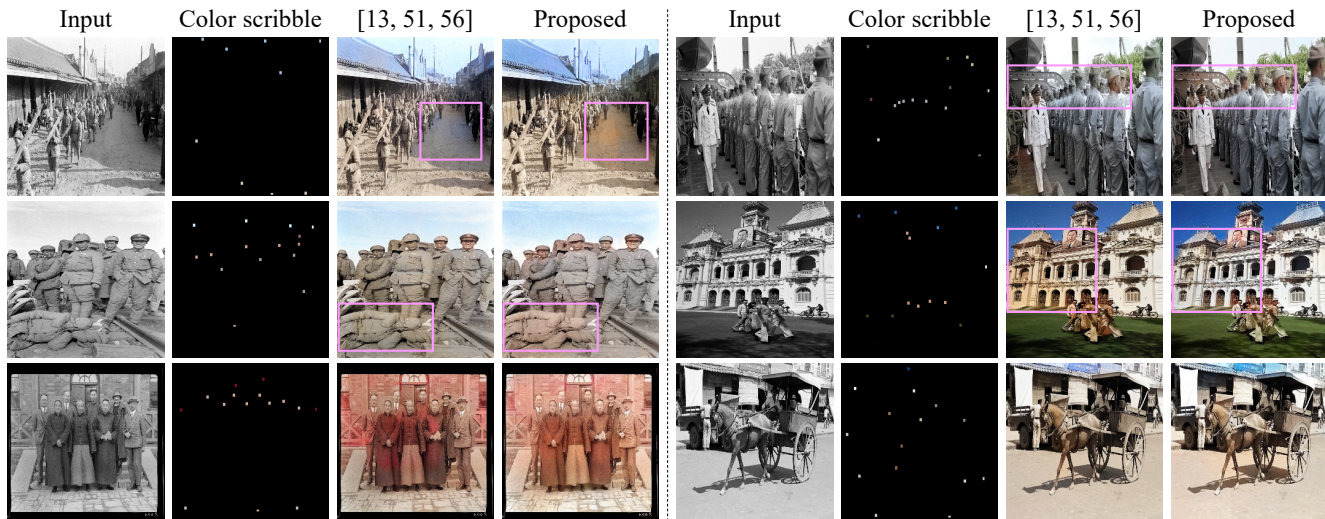 Input Color scribble [13, 51, 56] Proposed Input Color scribble [13, 51, 56] Proposed